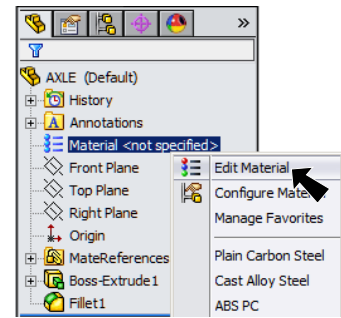 »
AXLE (Default)
History
Annotations
Material <not specified>
Front Plane
Edit Material
Top Plane
Configure Mate
Right Plane
Manage Favorites
Origin
MateReferences
Plain Carbon Steel
Boss-Extrude1
Cast Alloy Steel
Fillet1
ABS PC